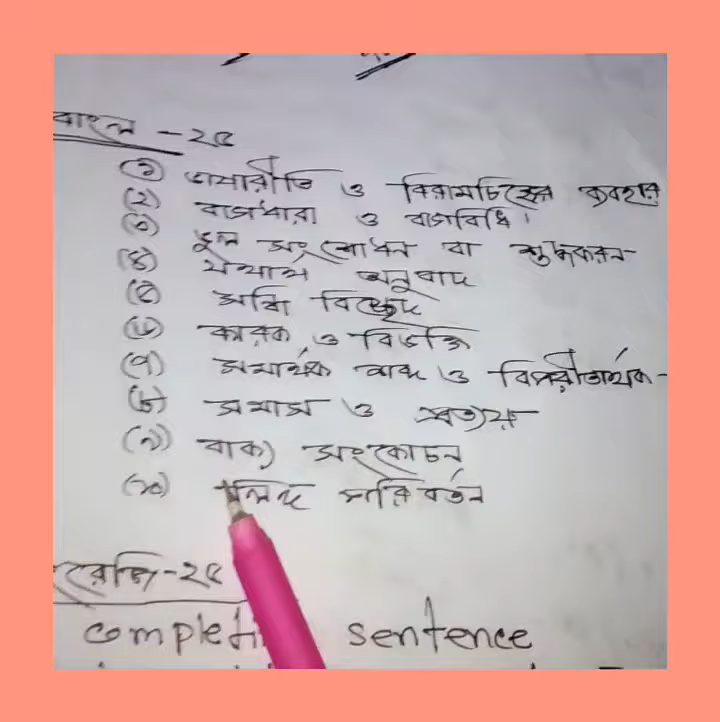 বাংলা - ২৫
(১) ভাষারীতি ও বিরামচিহ্নের ব্যবহার
(২) বাগধারা ও বাগবিধি।
(৩) ভুল সংশোধন বা শুদ্ধকরন
(৪) যথার্থ অনুবাদ
(৫) সন্ধি বিচ্ছেদ
(৬) কারক ও বিভক্তি
(৭) সমার্থক শব্দ ও বিপরীতার্থক
(৮) সমাস ও প্রত্যয়
(৯) বাক্য সংকোচন
(১০) লিঙ্গ পরিবর্তন
রেজি - ২৫
sentence